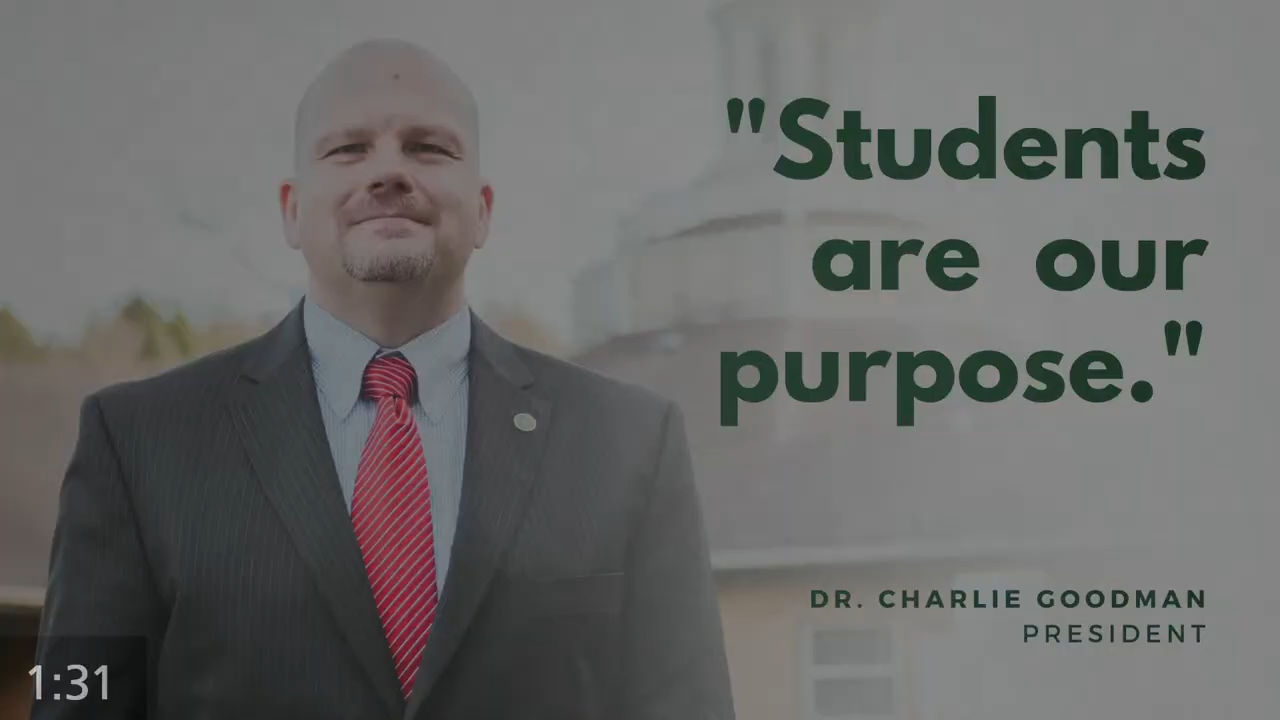 "Students
are our
purpose."
DR. CHARLIE GOODMAN
PRESIDENT
1:31